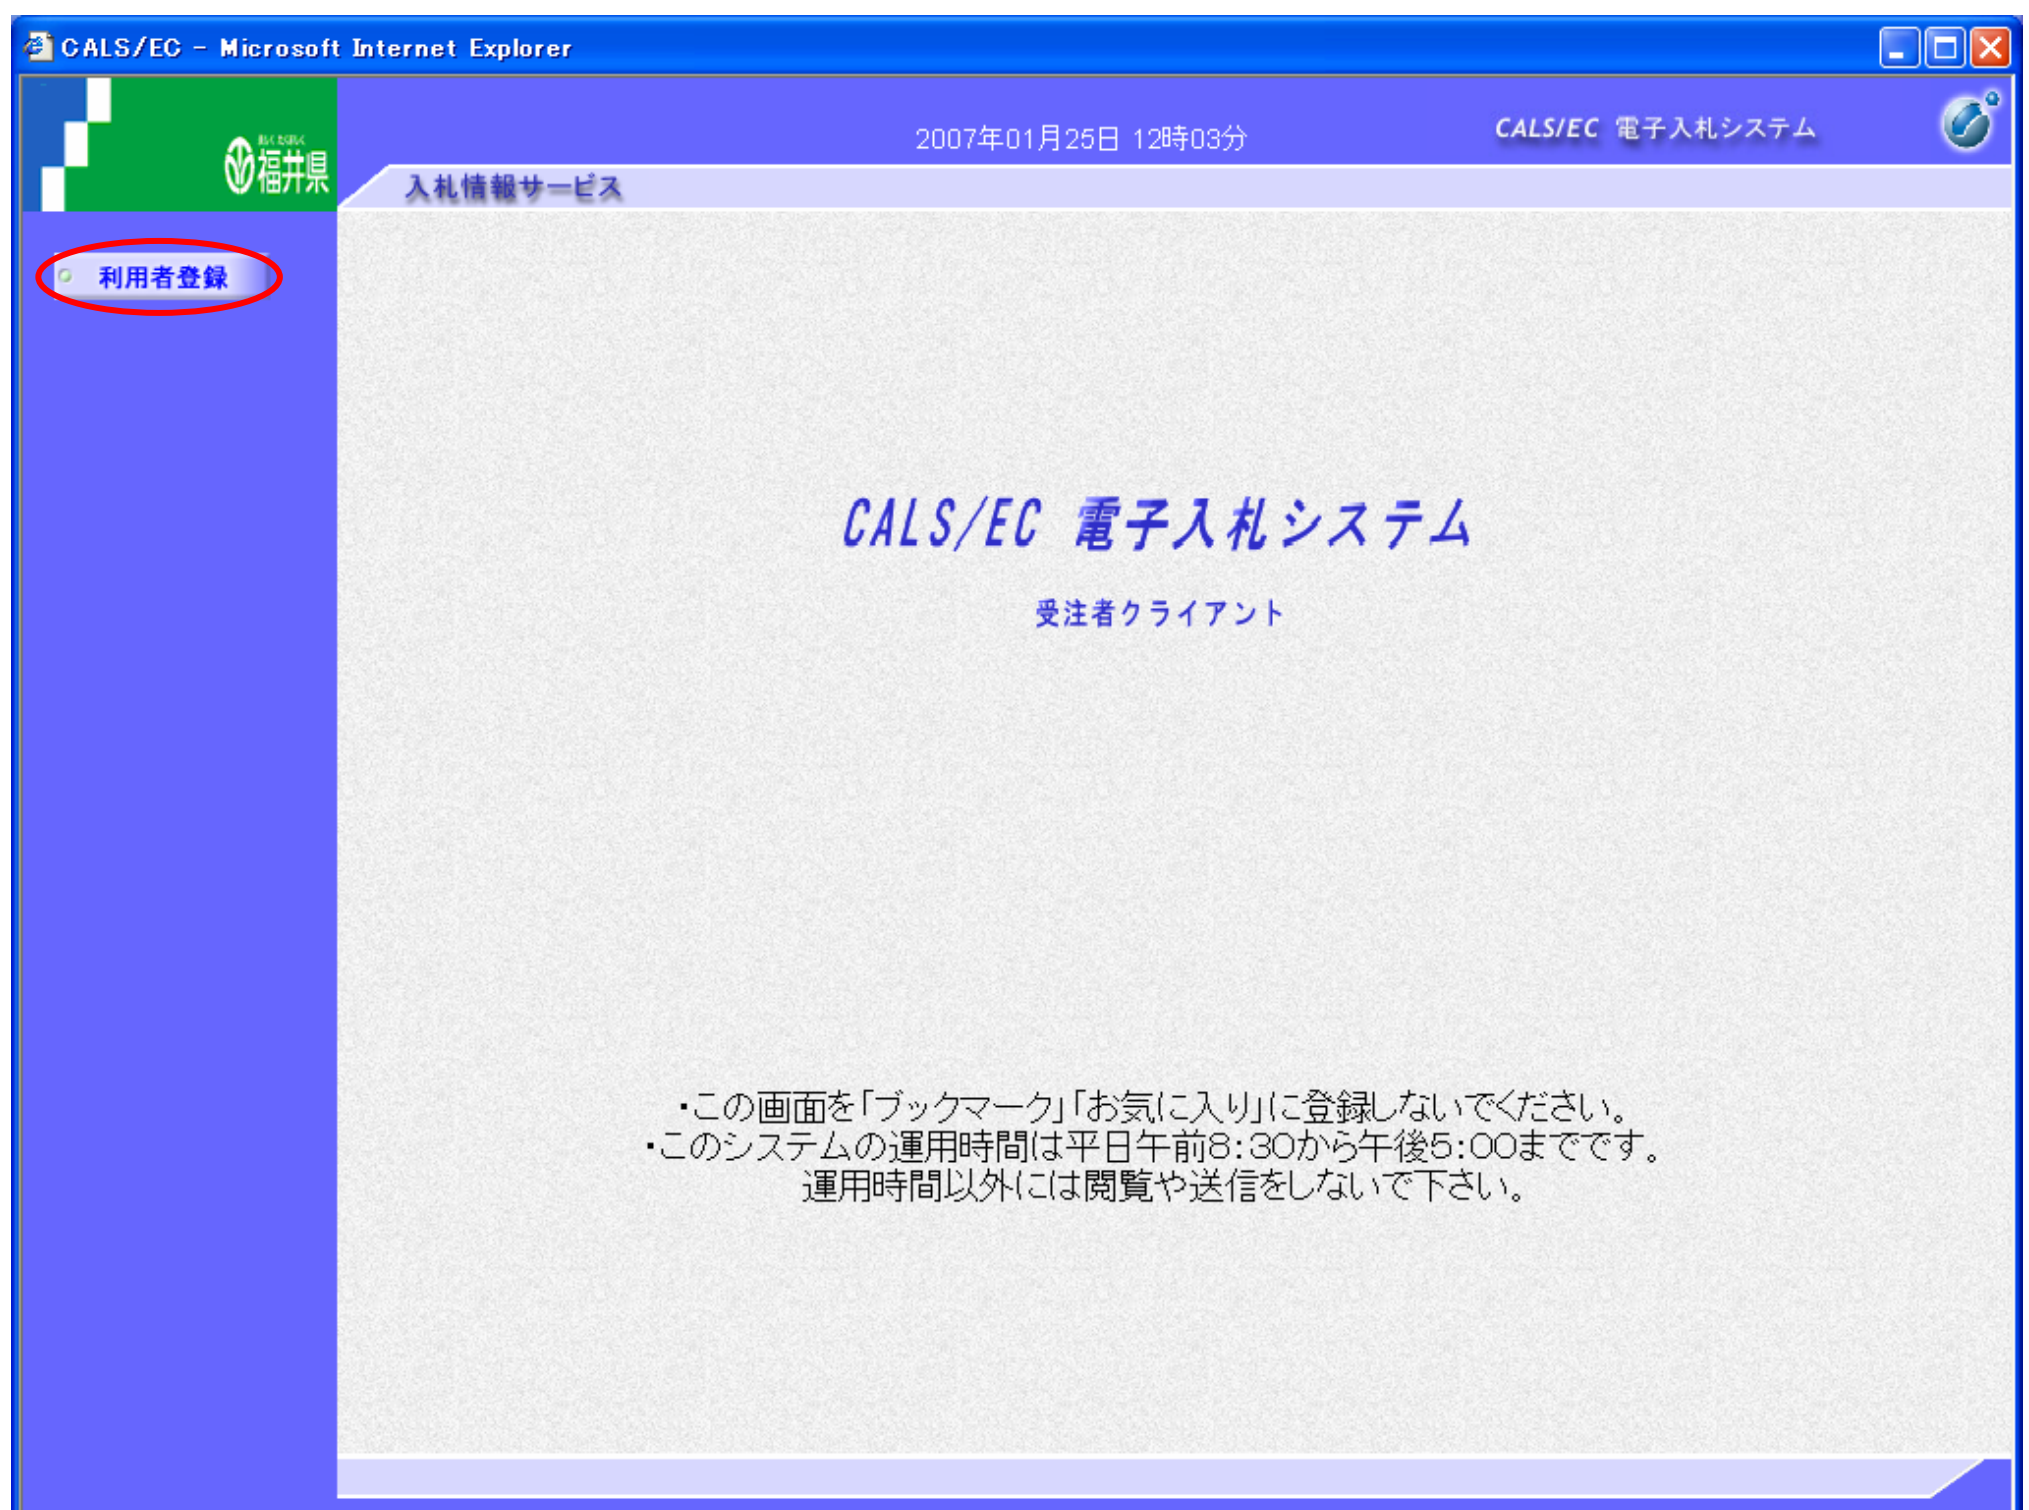 CALS/EC - Microsoft Internet Explorer
福井県
2007年01月25日 12時03分
CALS/EC 電子入札システム
入札情報サービス
利用者登録
CALS/EC 電子入札システム
受注者クライアント
・この画面を「ブックマーク」「お気に入り」に登録しないでください。
・このシステムの運用時間は平日午前8:30から午後5:00までです。
運用時間以外には閲覧や送信をしないで下さい。